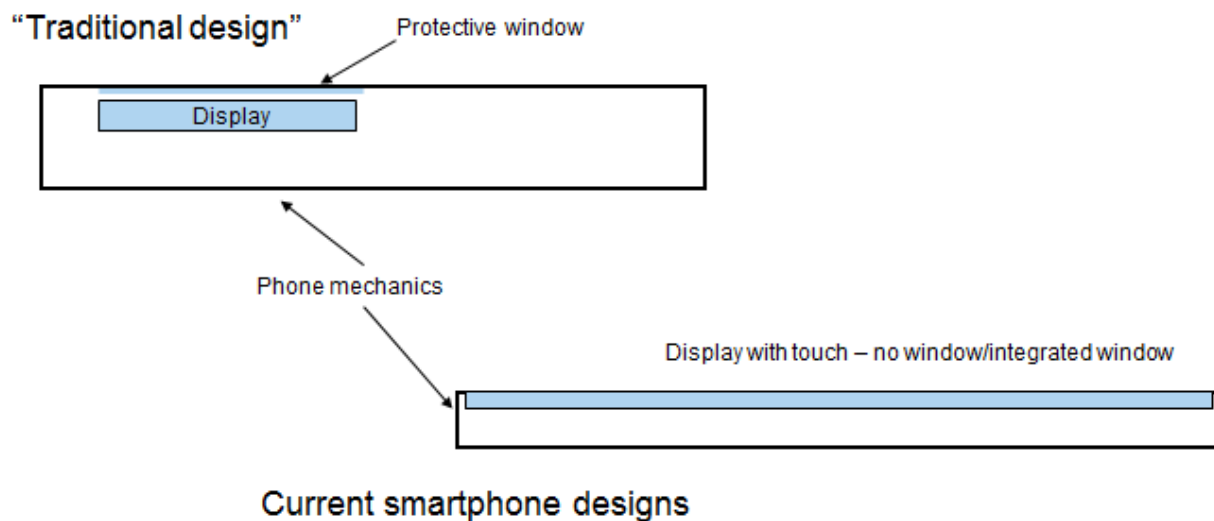 “Traditional design”
Protective window
Display
Phone mechanics
Display with touch – no window/integrated window
Current smartphone designs